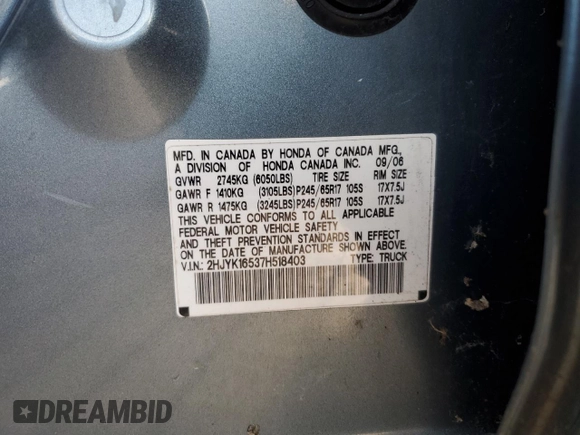 MFD. IN CANADA BY HONDA OF CANADA MFG.,
A DIVISION OF HONDA CANADA INC. 09/06
GVWR 2745KG (6050LBS) TIRE SIZE RIM SIZE
GAWR F 1410KG (3105LBS) P245/65R17 105S 17X7.5J
GAWR R 1475KG (3245LBS) P245/65R17 105S 17X7.5J
THIS VEHICLE CONFORMS TO ALL APPLICABLE
FEDERAL MOTOR VEHICLE SAFETY
AND THEFT PREVENTION STANDARDS IN EFFECT
ON THE DATE OF MANUFACTURE SHOWN ABOVE.
V.I.N.: 2HJYK16537H518403 TYPE: TRUCK
DREAMBID